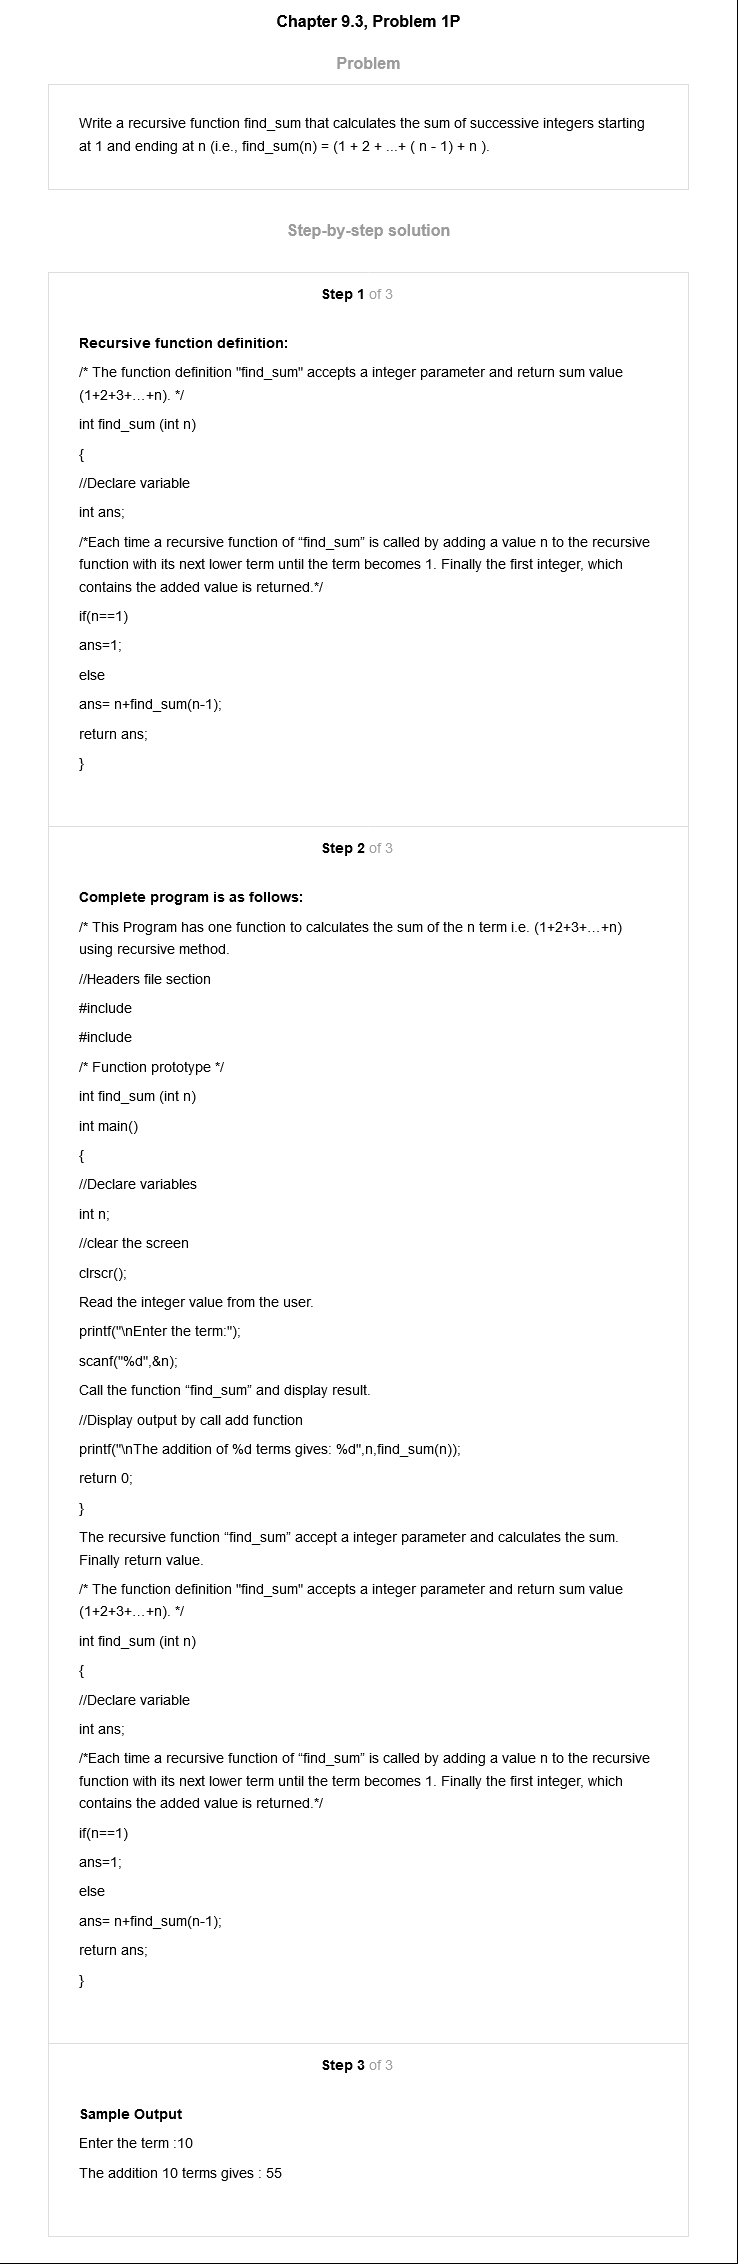 Chapter 9.3, Problem 1P
Problem
Write a recursive function find_sum that calculates the sum of successive integers starting
at 1 and ending at n (i.e., find_sum(n) = (1 + 2 + ...+ ( n - 1) + n ).
Step-by-step solution
Step 1 of 3
Recursive function definition:
/* The function definition "find_sum" accepts a integer parameter and return sum value
(1+2+3+…+n). */
int find_sum (int n)
{
//Declare variable
int ans;
/*Each time a recursive function of “find_sum” is called by adding a value n to the recursive
function with its next lower term until the term becomes 1. Finally the first integer, which
contains the added value is returned.*/
if(n==1)
ans=1;
else
ans= n+find_sum(n-1);
return ans;
}
Step 2 of 3
Complete program is as follows:
/* This Program has one function to calculates the sum of the n term i.e. (1+2+3+…+n)
using recursive method.
//Headers file section
#include
#include
/* Function prototype */
int find_sum (int n)
int main()
{
//Declare variables
int n;
//clear the screen
clrscr();
Read the integer value from the user.
printf("\nEnter the term:");
scanf("%d",&n);
Call the function “find_sum” and display result.
//Display output by call add function
printf("\nThe addition of %d terms gives: %d",n,find_sum(n));
return 0;
}
The recursive function “find_sum” accept a integer parameter and calculates the sum.
Finally return value.
/* The function definition "find_sum" accepts a integer parameter and return sum value
(1+2+3+…+n). */
int find_sum (int n)
{
//Declare variable
int ans;
/*Each time a recursive function of “find_sum” is called by adding a value n to the recursive
function with its next lower term until the term becomes 1. Finally the first integer, which
contains the added value is returned.*/
if(n==1)
ans=1;
else
ans= n+find_sum(n-1);
return ans;
}
Step 3 of 3
Sample Output
Enter the term :10
The addition 10 terms gives : 55